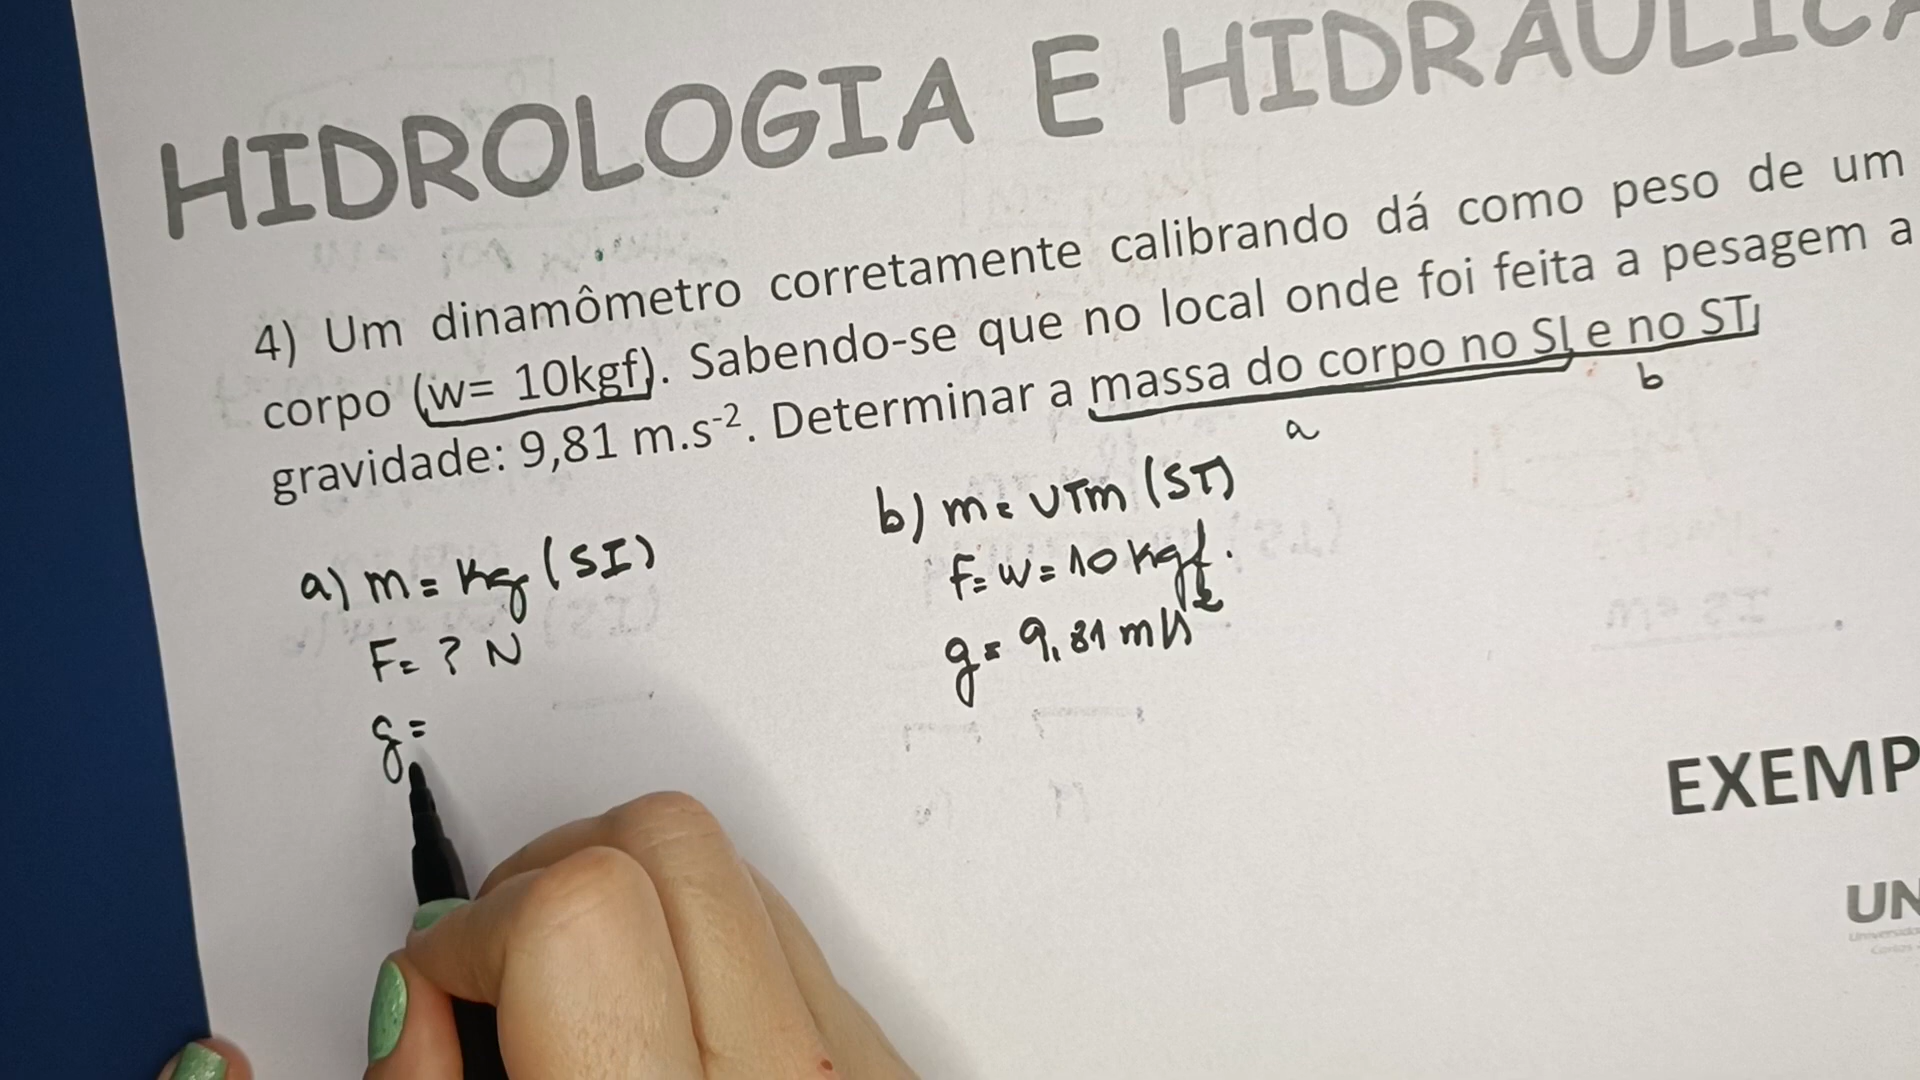 HIDROLOGIA E HIDRÁULICA
4) Um dinamômetro corretamente calibrando dá como peso de um
corpo (w= 10kgf). Sabendo-se que no local onde foi feita a pesagem a
gravidade: 9,81 m.s⁻². Determinar a massa do corpo no SI e no ST
a
b
a) m = kg (SI)
F= ? N
g=
b) m = UTm (ST)
F= W= 10 kgf.
g= 9,81 m/s²
EXEMP
UN